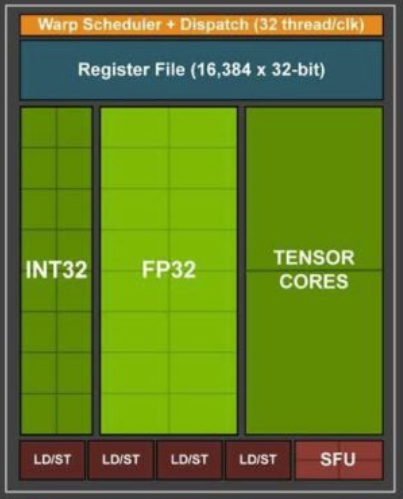 Warp Scheduler + Dispatch (32 thread/clk)
Register File (16,384 x 32-bit)
INT32
FP32
TENSOR
CORES
LD/ST
LD/ST
LD/ST
LD/ST
SFU